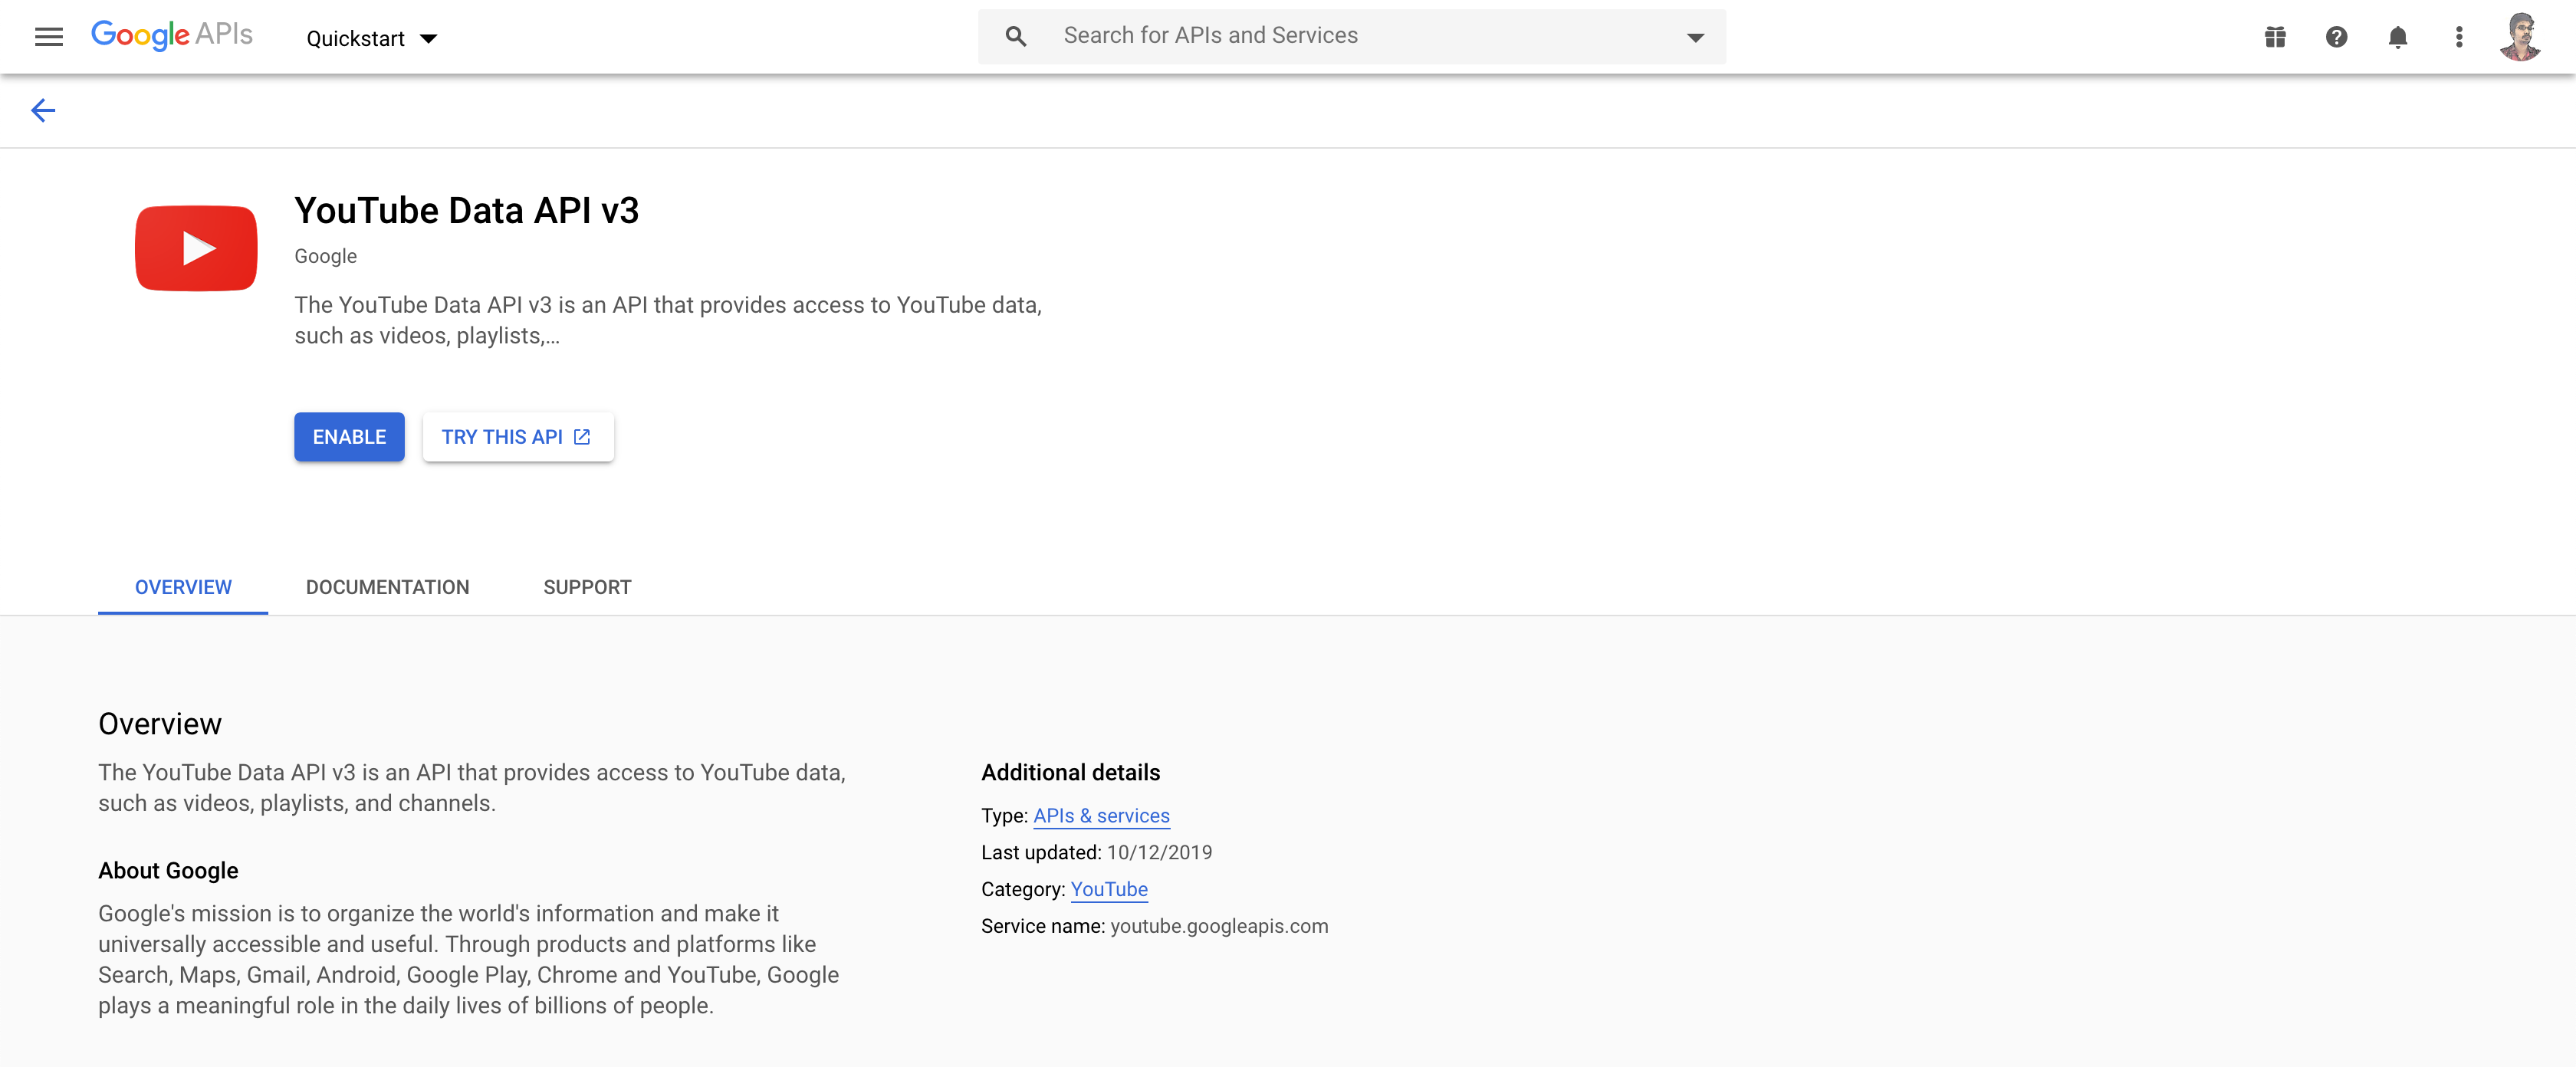 Google APIs
Quickstart
Search for APIs and Services
YouTube Data API v3
Google
The YouTube Data API v3 is an API that provides access to YouTube data,
such as videos, playlists,...
ENABLE
TRY THIS API
OVERVIEW
DOCUMENTATION
SUPPORT
Overview
The YouTube Data API v3 is an API that provides access to YouTube data,
such as videos, playlists, and channels.
About Google
Google's mission is to organize the world's information and make it
universally accessible and useful. Through products and platforms like
Search, Maps, Gmail, Android, Google Play, Chrome and YouTube, Google
plays a meaningful role in the daily lives of billions of people.
Additional details
Type: APIs & services
Last updated: 10/12/2019
Category: YouTube
Service name: youtube.googleapis.com